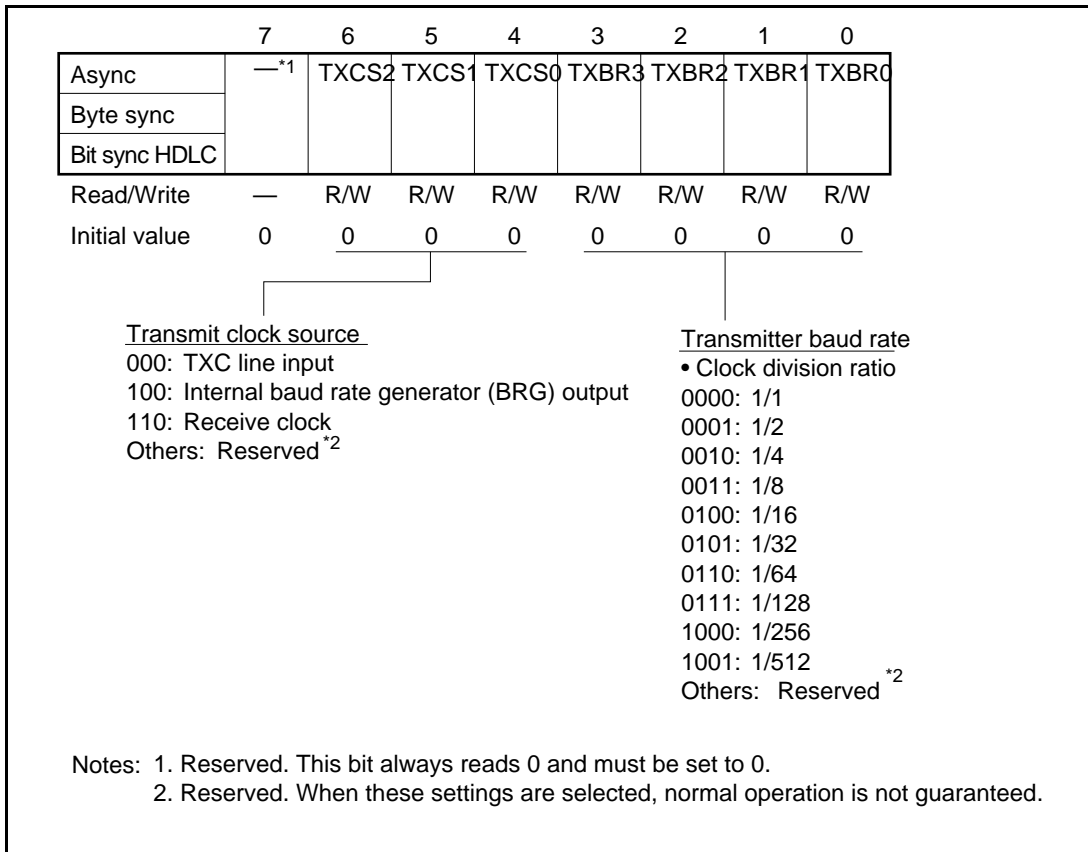 7 6 5 4 3 2 1 0
Async —*1 TXCS2 TXCS1 TXCS0 TXBR3 TXBR2 TXBR1 TXBR0
Byte sync
Bit sync HDLC
Read/Write — R/W R/W R/W R/W R/W R/W R/W
Initial value 0 0 0 0 0 0 0 0
Transmit clock source
000: TXC line input
100: Internal baud rate generator (BRG) output
110: Receive clock
Others: Reserved *2
Transmitter baud rate
• Clock division ratio
0000: 1/1
0001: 1/2
0010: 1/4
0011: 1/8
0100: 1/16
0101: 1/32
0110: 1/64
0111: 1/128
1000: 1/256
1001: 1/512
Others: Reserved *2
Notes: 1. Reserved. This bit always reads 0 and must be set to 0.
2. Reserved. When these settings are selected, normal operation is not guaranteed.